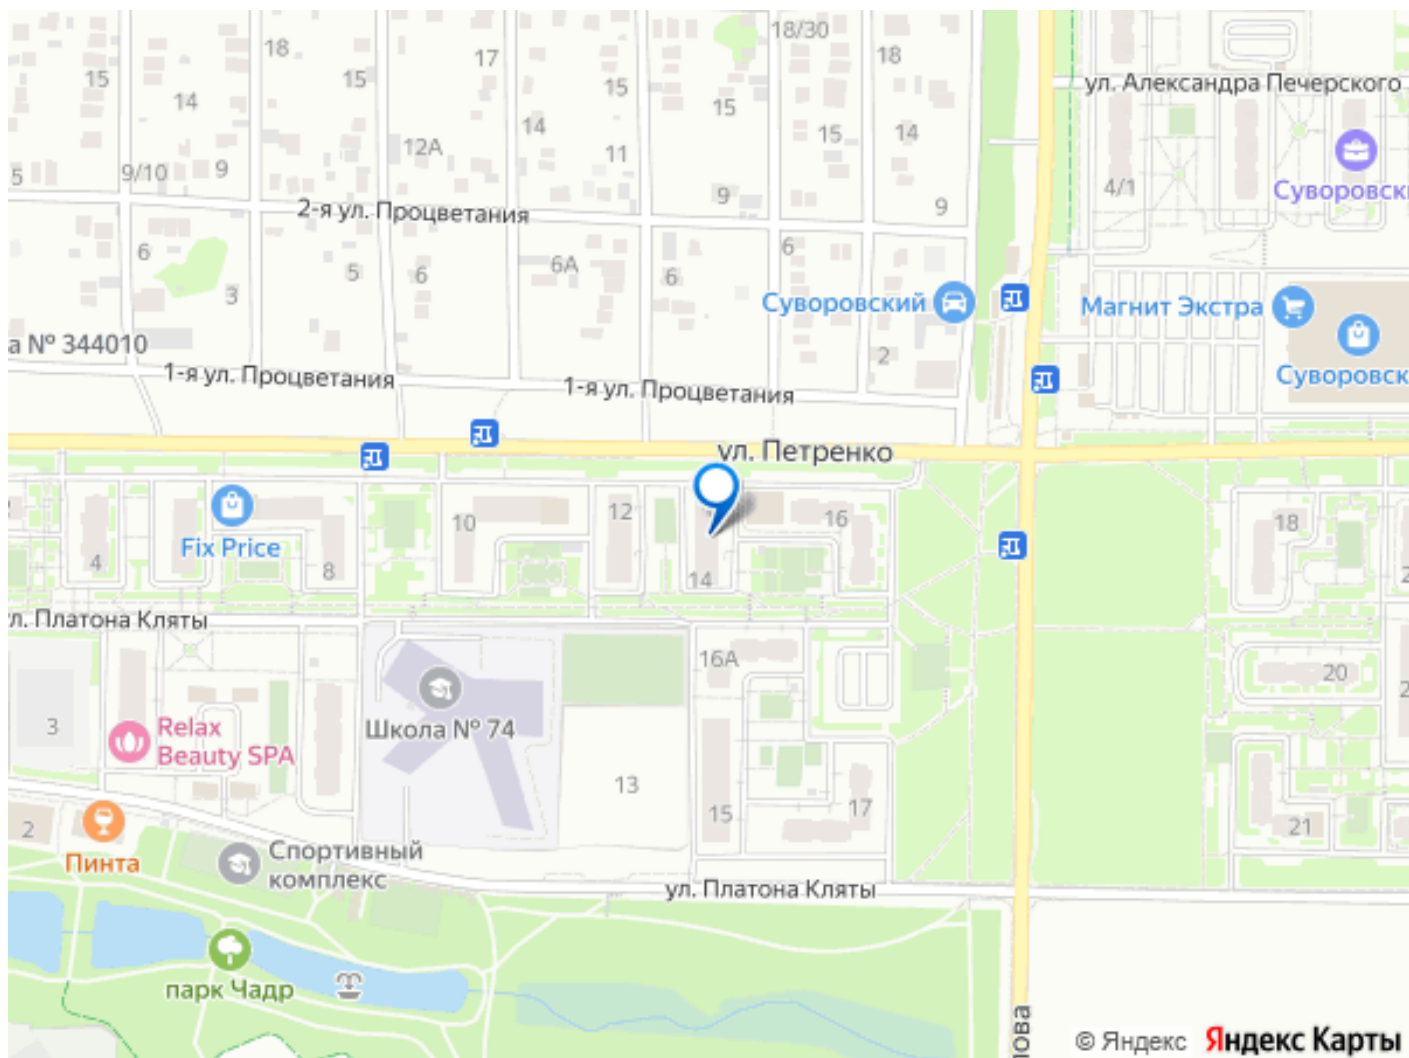 18/30
18
17
18
15
15
15
14
15
14
15
14
12А
11
9/10
9
5
9
9
ул. Александра Печерского
4/1
Суворовск
2-я ул. Процветания
6
5
6
6А
6
6
3
Суворовский
Магнит Экстра
а № 344010
2
1-я ул. Процветания
1-я ул. Процветания
Суворовск
ул. Петренко
10
12
16
18
Fix Price
4
8
14
2
л. Платона Кляты
16А
20
2
3
Relax
Beauty SPA
Школа № 74
13
15
17
2
21
Пинта
Спортивный
комплекс
ул. Платона Кляты
парк Чадр
лова
© Яндекс
Яндекс Карты